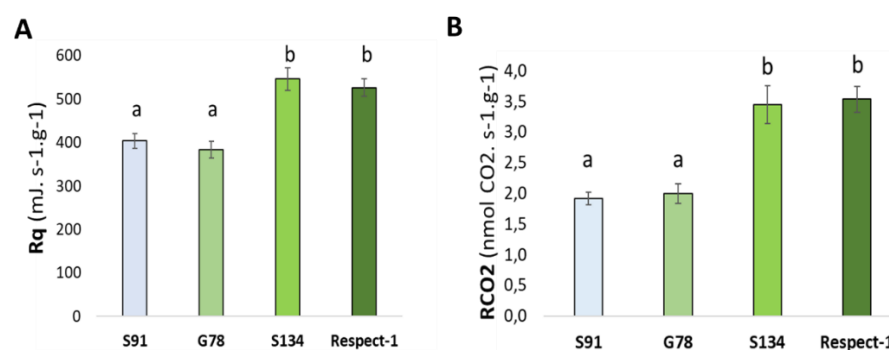 A
Rq (mJ. s-1.g-1)
600
500
400
300
200
100
0
a
a
b
b
S91
G78
S134
Respect-1
B
RCO2 (nmol CO2. s-1.g-1)
4,0
3,5
3,0
2,5
2,0
1,5
1,0
0,5
0,0
a
a
b
b
S91
G78
S134
Respect-1